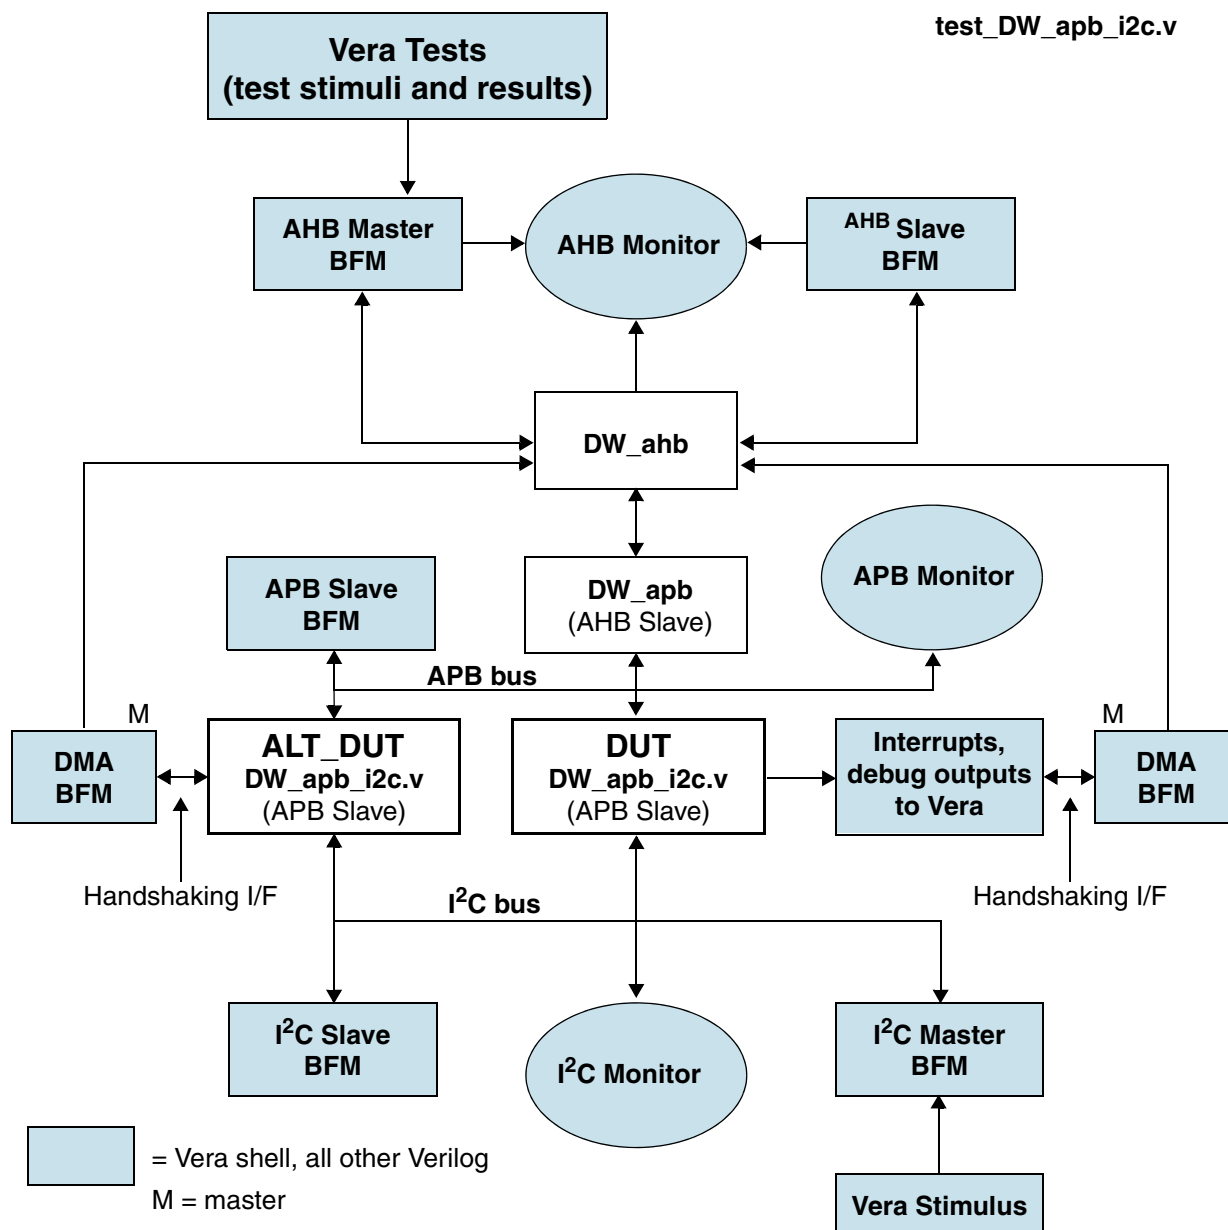 test_DW_apb_i2c.v
Vera Tests
(test stimuli and results)
AHB Master
BFM
AHB Monitor
AHB Slave
BFM
DW_ahb
APB Slave
BFM
DW_apb
(AHB Slave)
APB Monitor
APB bus
M
DMA
BFM
ALT_DUT
DW_apb_i2c.v
(APB Slave)
DUT
DW_apb_i2c.v
(APB Slave)
Interrupts,
debug outputs
to Vera
M
DMA
BFM
Handshaking I/F
I²C bus
Handshaking I/F
I²C Slave
BFM
I²C Monitor
I²C Master
BFM
= Vera shell, all other Verilog
M = master
Vera Stimulus